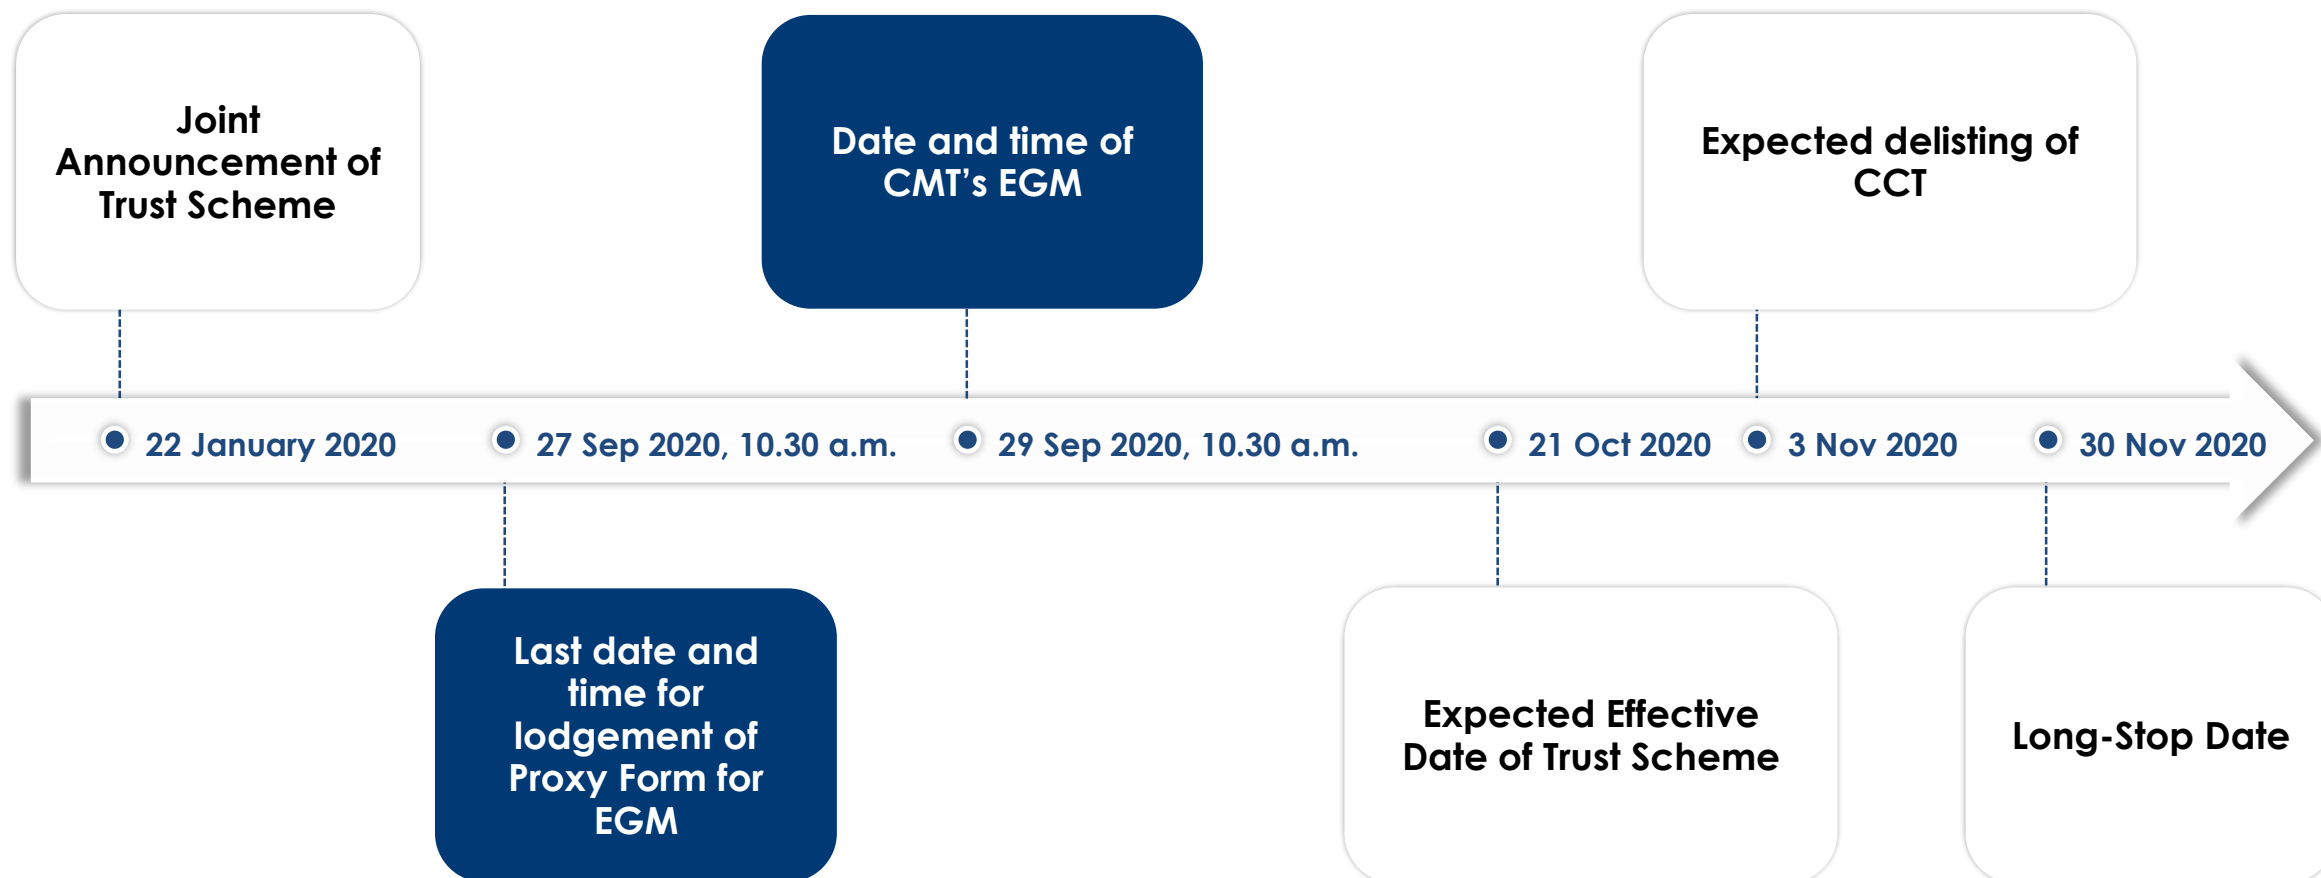 Joint
Announcement of
Trust Scheme
Date and time of
CMT’s EGM
Expected delisting of
CCT
22 January 2020
27 Sep 2020, 10.30 a.m.
29 Sep 2020, 10.30 a.m.
21 Oct 2020
3 Nov 2020
30 Nov 2020
Last date and
time for
lodgement of
Proxy Form for
EGM
Expected Effective
Date of Trust Scheme
Long-Stop Date